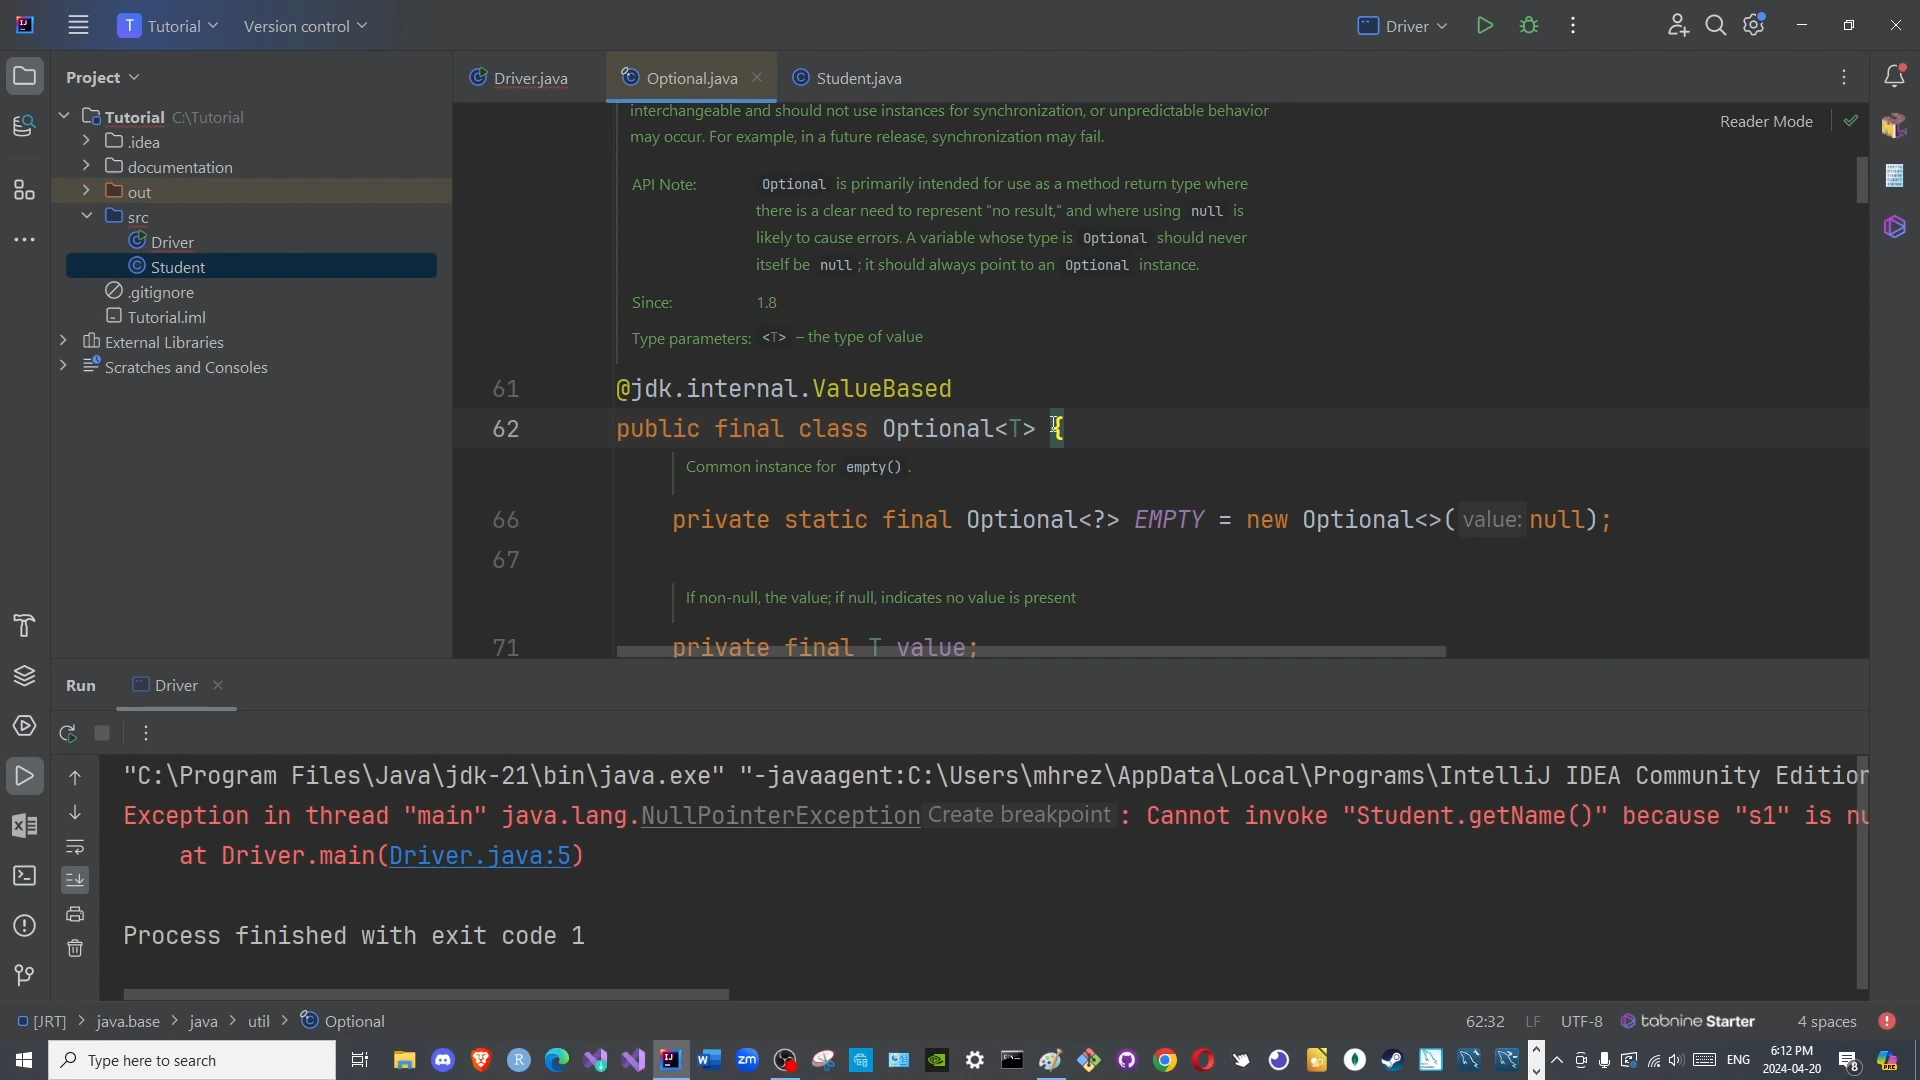 T Tutorial Version control Driver
Project
Driver.java Optional.java Student.java
Tutorial C:\Tutorial
.idea
documentation
out
src
Driver
Student
.gitignore
Tutorial.iml
External Libraries
Scratches and Consoles
interchangeable and should not use instances for synchronization, or unpredictable behavior
may occur. For example, in a future release, synchronization may fail.
Reader Mode
API Note: Optional is primarily intended for use as a method return type where
there is a clear need to represent "no result," and where using null is
likely to cause errors. A variable whose type is Optional should never
itself be null ; it should always point to an Optional instance.
Since: 1.8
Type parameters: <T> – the type of value
61 @jdk.internal.ValueBased
62 public final class Optional<T> {
Common instance for empty() .
66 private static final Optional<?> EMPTY = new Optional<>( value: null);
67
If non-null, the value; if null, indicates no value is present
71 private final T value;
Run Driver
"C:\Program Files\Java\jdk-21\bin\java.exe" "-javaagent:C:\Users\mhrez\AppData\Local\Programs\IntelliJ IDEA Community Edition
Exception in thread "main" java.lang.NullPointerException Create breakpoint : Cannot invoke "Student.getName()" because "s1" is nu
at Driver.main(Driver.java:5)
Process finished with exit code 1
[JRT] > java.base > java > util > Optional
62:32 LF UTF-8 tabnine Starter 4 spaces
Type here to search
ENG
6:12 PM
2024-04-20
8